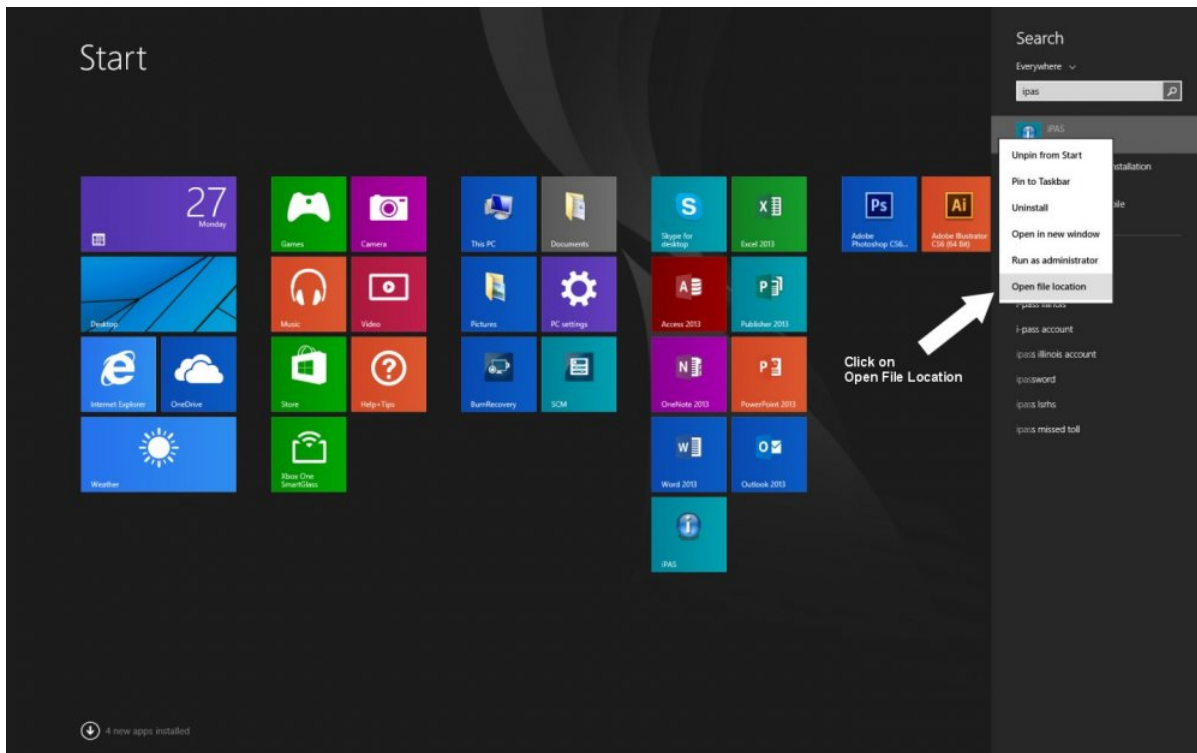 Start
Search
Everywhere
ipas
iPAS
Unpin from Start
Pin to Taskbar
Uninstall
Open in new window
Run as administrator
Open file location
i-pass account
ipass illinois account
ipassword
ipass lsrhs
ipass missed toll
Click on
Open File Location
27
Monday
Games
Camera
This PC
Documents
Skype for
desktop
Excel 2013
Ps
Adobe
Photoshop CS6...
Ai
Adobe Illustrator
CS6 (64 Bit)
Desktop
Music
Video
Pictures
PC settings
Access 2013
Publisher 2013
Internet Explorer
OneDrive
Store
Help+Tips
BurnRecovery
SCM
OneNote 2013
PowerPoint 2013
Weather
Xbox One
SmartGlass
Word 2013
Outlook 2013
iPAS
4 new apps installed